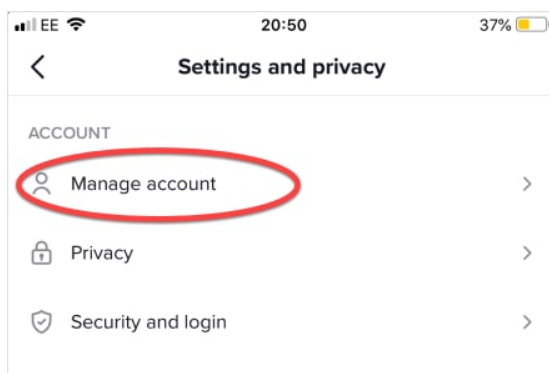 EE 20:50 37%
Settings and privacy
ACCOUNT
Manage account
Privacy
Security and login